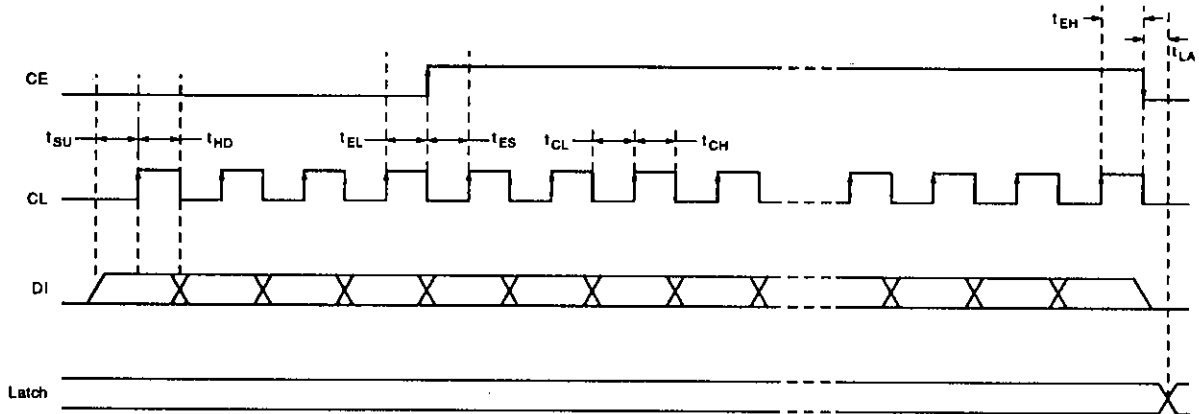 tEH
tLA
CE
tSU
tHD
tEL
tES
tCL
tCH
CL
DI
Latch